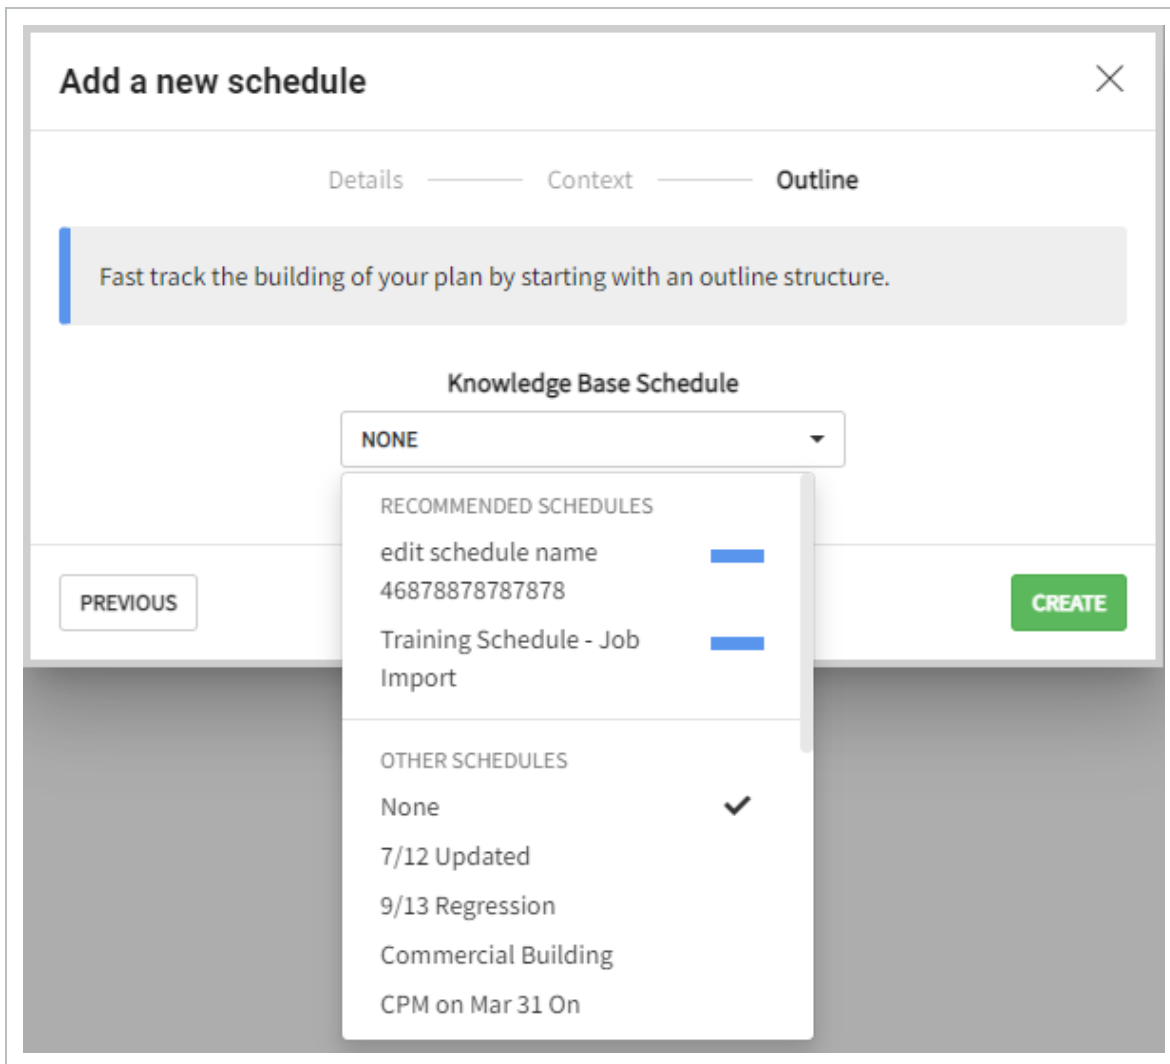 Add a new schedule
Details Context Outline
Fast track the building of your plan by starting with an outline structure.
Knowledge Base Schedule
NONE
RECOMMENDED SCHEDULES
edit schedule name
46878878787878
Training Schedule - Job
Import
PREVIOUS
CREATE
OTHER SCHEDULES
None
7/12 Updated
9/13 Regression
Commercial Building
CPM on Mar 31 On